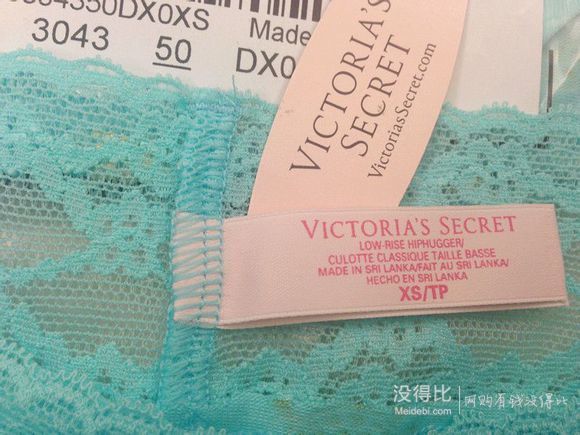 4350DX0XS
Made
3043 50 DX0
VICTORIA'S
SECRET
VictoriasSecret.com
VICTORIA'S SECRET
LOW-RISE HIPHUGGER/
CULOTTE CLASSIQUE TAILLE BASSE
MADE IN SRI LANKA/FAIT AU SRI LANKA/
HECHO EN SRI LANKA
XS/TP
没得比 网购有钱没得比
Meidebi.com